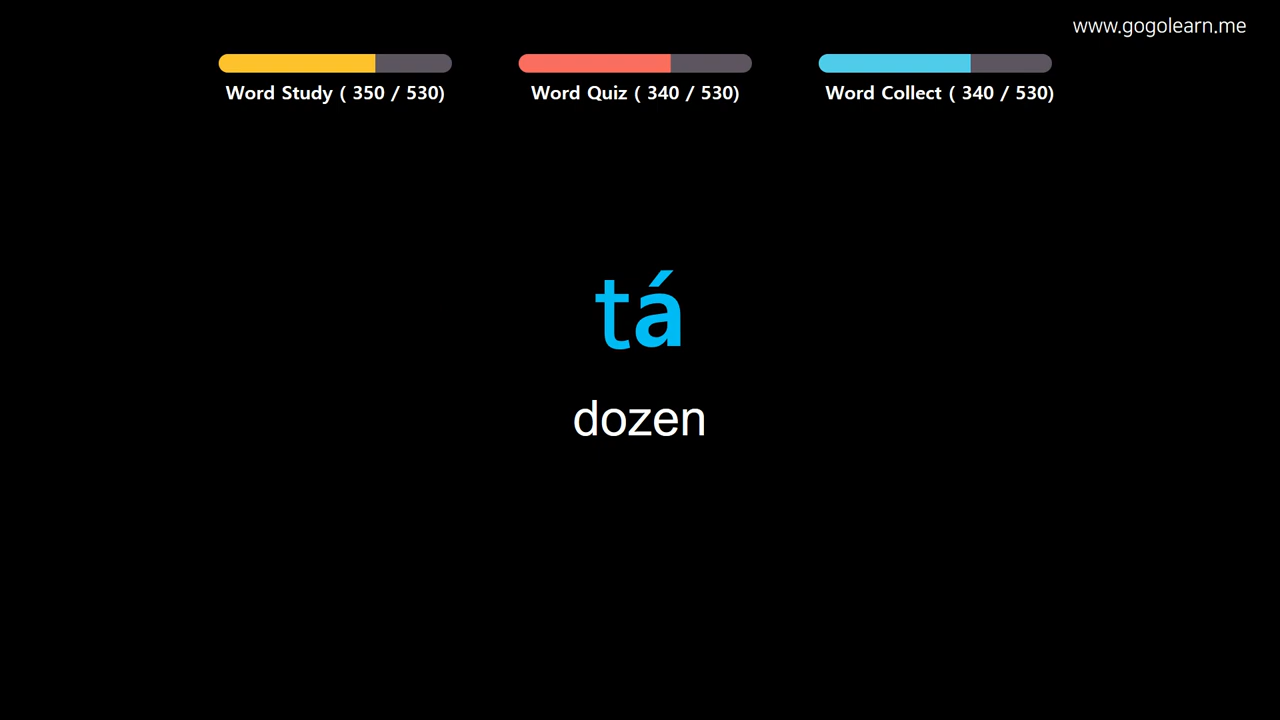 www.gogolearn.me
Word Study ( 350 / 530)
Word Quiz ( 340 / 530)
Word Collect ( 340 / 530)
tá
dozen